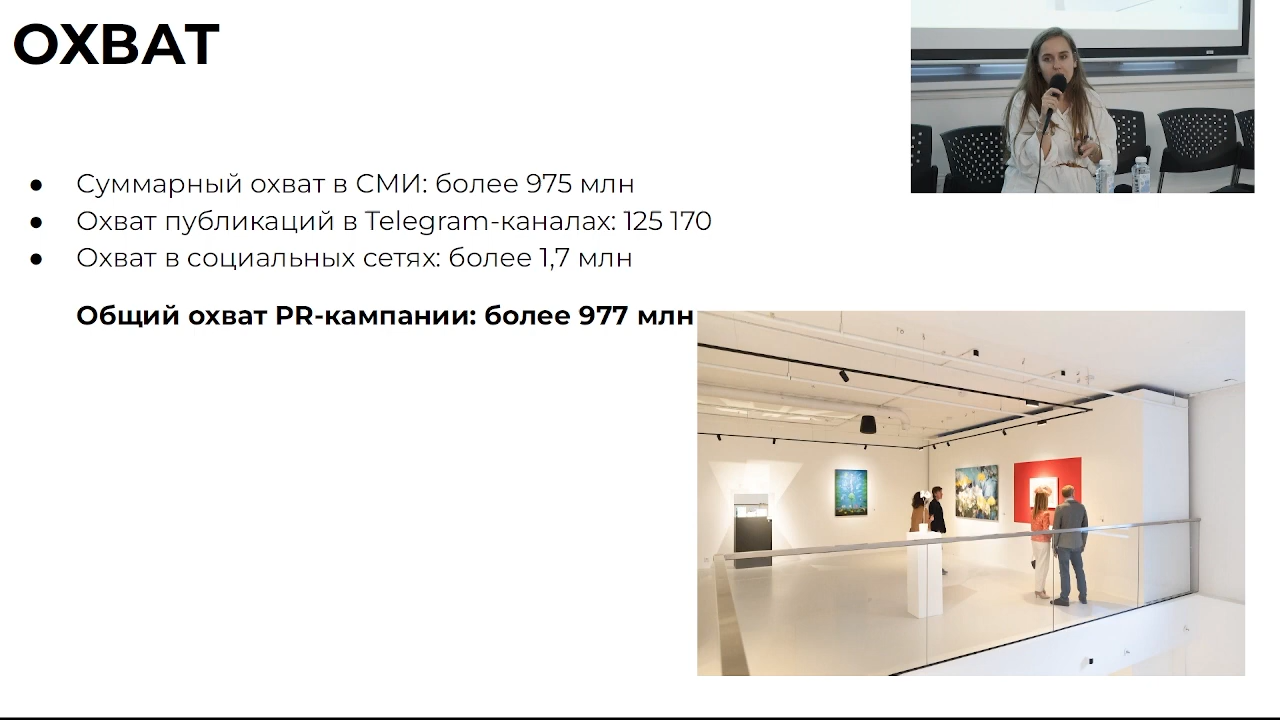 ОХВАТ
● Суммарный охват в СМИ: более 975 млн
● Охват публикаций в Telegram-каналах: 125 170
● Охват в социальных сетях: более 1,7 млн
Общий охват PR-кампании: более 977 млн